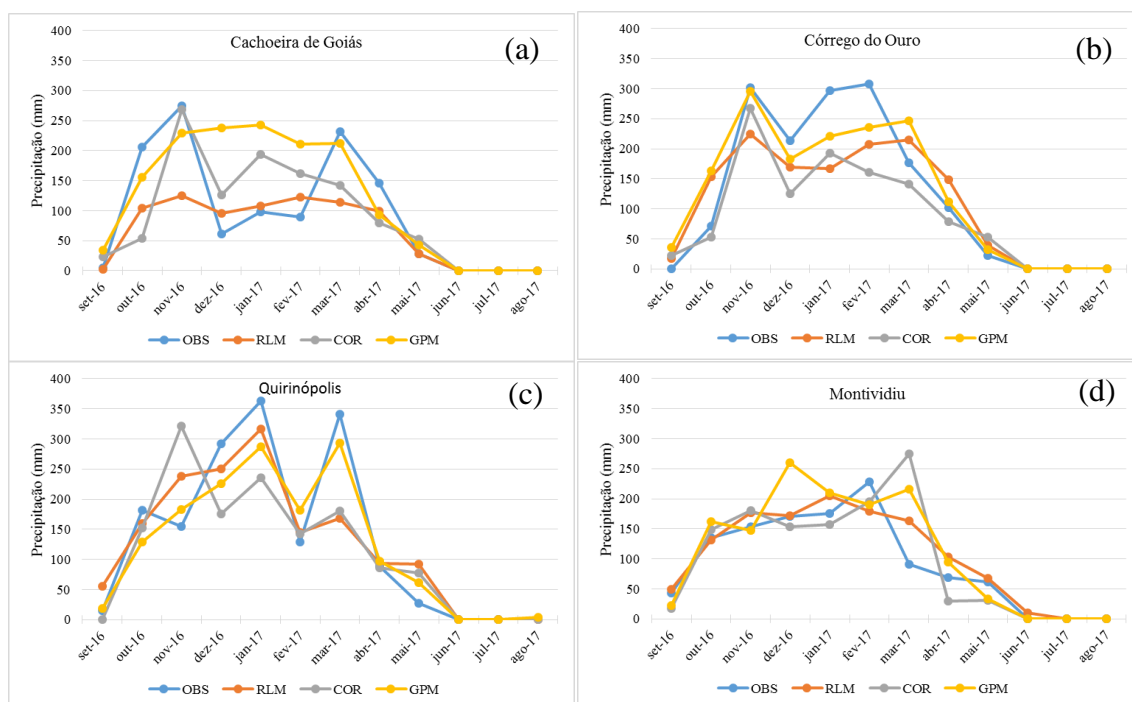 Cachoeira de Goiás
(a)
Precipitação (mm)
400
350
300
250
200
150
100
50
0
set-16 out-16 nov-16 dez-16 jan-17 fev-17 mar-17 abr-17 mai-17 jun-17 jul-17 ago-17
OBS RLM COR GPM
Córrego do Ouro
(b)
Precipitação (mm)
400
350
300
250
200
150
100
50
0
set-16 out-16 nov-16 dez-16 jan-17 fev-17 mar-17 abr-17 mai-17 jun-17 jul-17 ago-17
OBS RLM COR GPM
Quirinópolis
(c)
Precipitação (mm)
400
350
300
250
200
150
100
50
0
set-16 out-16 nov-16 dez-16 jan-17 fev-17 mar-17 abr-17 mai-17 jun-17 jul-17 ago-17
OBS RLM COR GPM
Montividiu
(d)
Precipitação (mm)
400
350
300
250
200
150
100
50
0
set-16 out-16 nov-16 dez-16 jan-17 fev-17 mar-17 abr-17 mai-17 jun-17 jul-17 ago-17
OBS RLM COR GPM